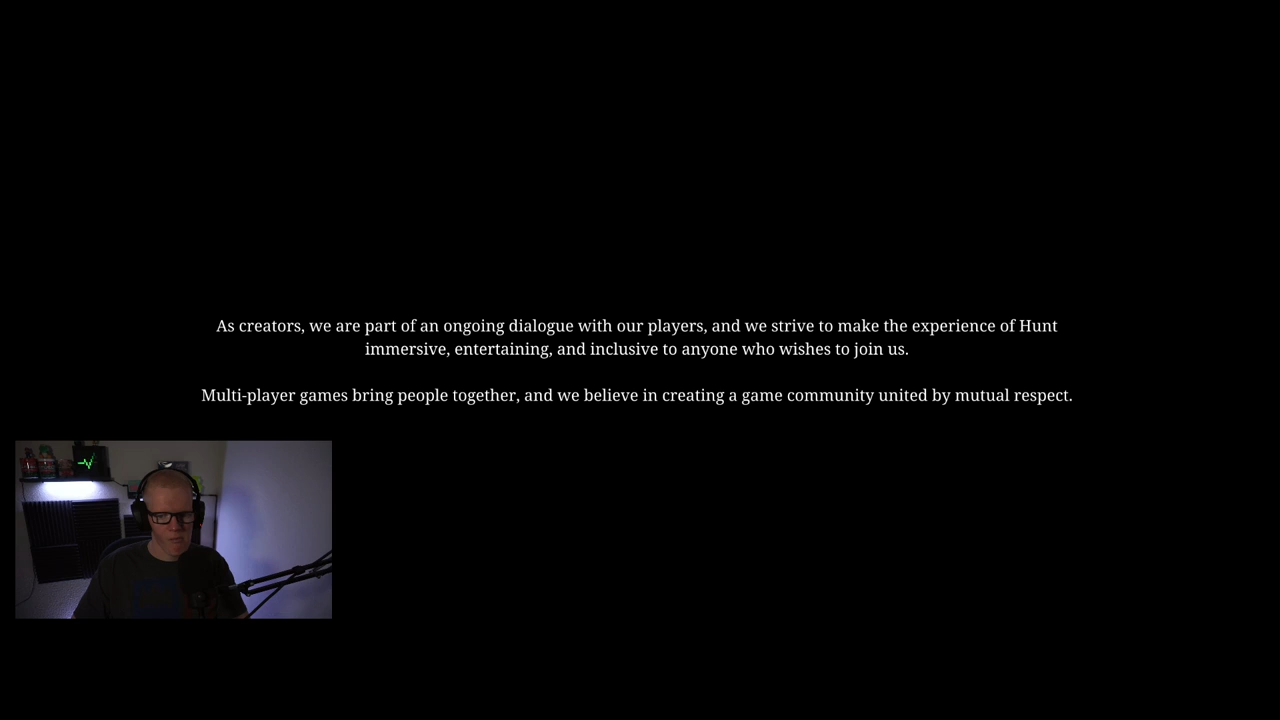 As creators, we are part of an ongoing dialogue with our players, and we strive to make the experience of Hunt
immersive, entertaining, and inclusive to anyone who wishes to join us.
Multi-player games bring people together, and we believe in creating a game community united by mutual respect.